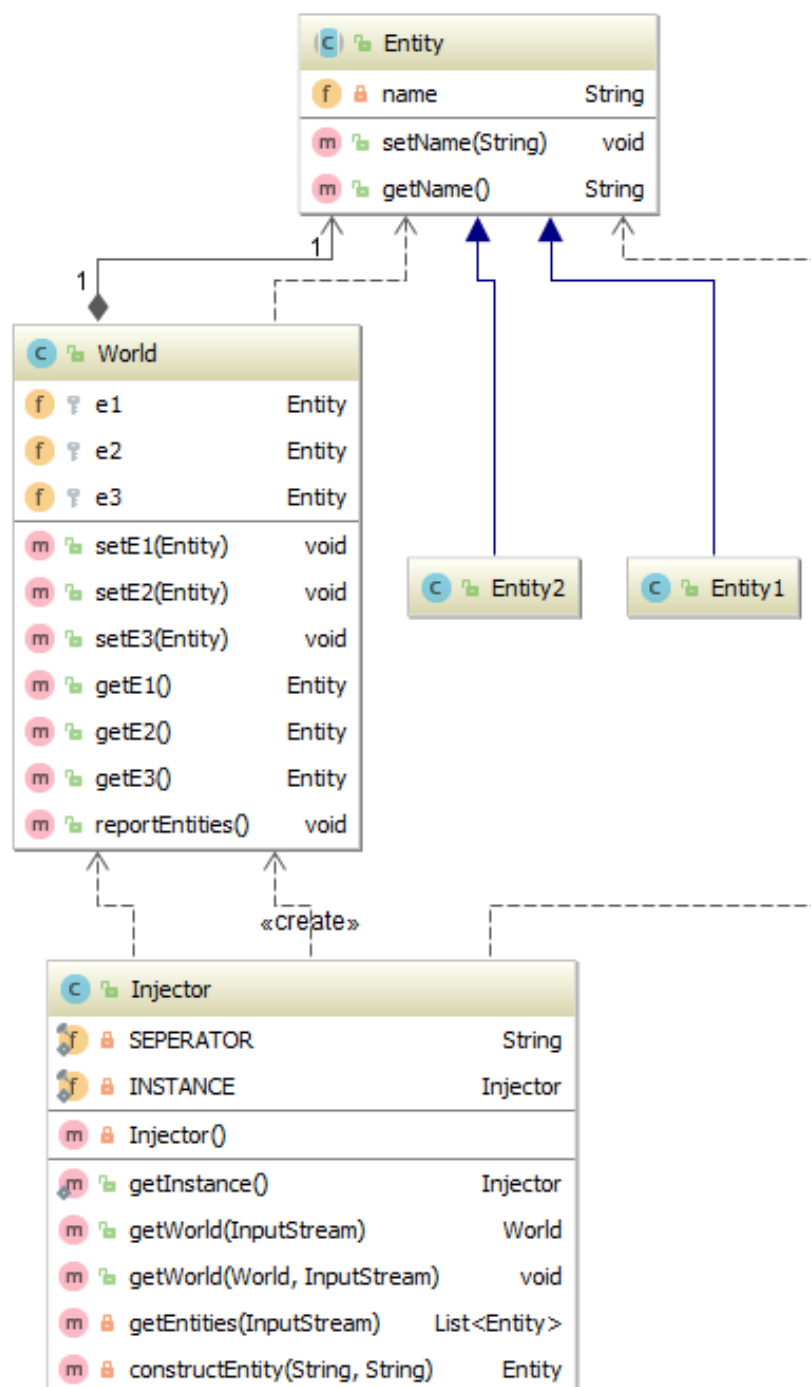 C Entity
f name String
m setName(String) void
m getName() String
1
1
C World
f e1 Entity
f e2 Entity
f e3 Entity
m setE1(Entity) void
m setE2(Entity) void
m setE3(Entity) void
m getE1() Entity
m getE2() Entity
m getE3() Entity
m reportEntities() void
C Entity2
C Entity1
«create»
C Injector
f SEPERATOR String
f INSTANCE Injector
m Injector()
m getInstance() Injector
m getWorld(InputStream) World
m getWorld(World, InputStream) void
m getEntities(InputStream) List<Entity>
m constructEntity(String, String) Entity